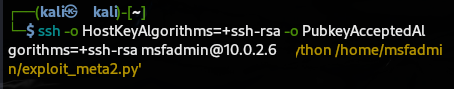 ┌──(kali㉿kali)-[~]
└─$ ssh -o HostKeyAlgorithms=+ssh-rsa -o PubkeyAcceptedAl
gorithms=+ssh-rsa msfadmin@10.0.2.6 ython /home/msfadmi
n/exploit_meta2.py'